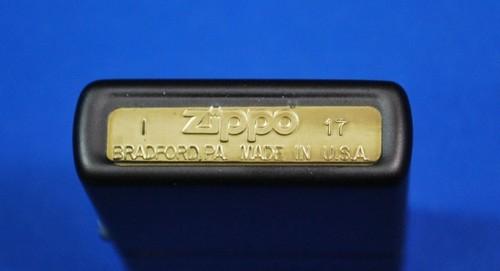 I zippo 17
BRADFORD, PA. MADE IN U.S.A.